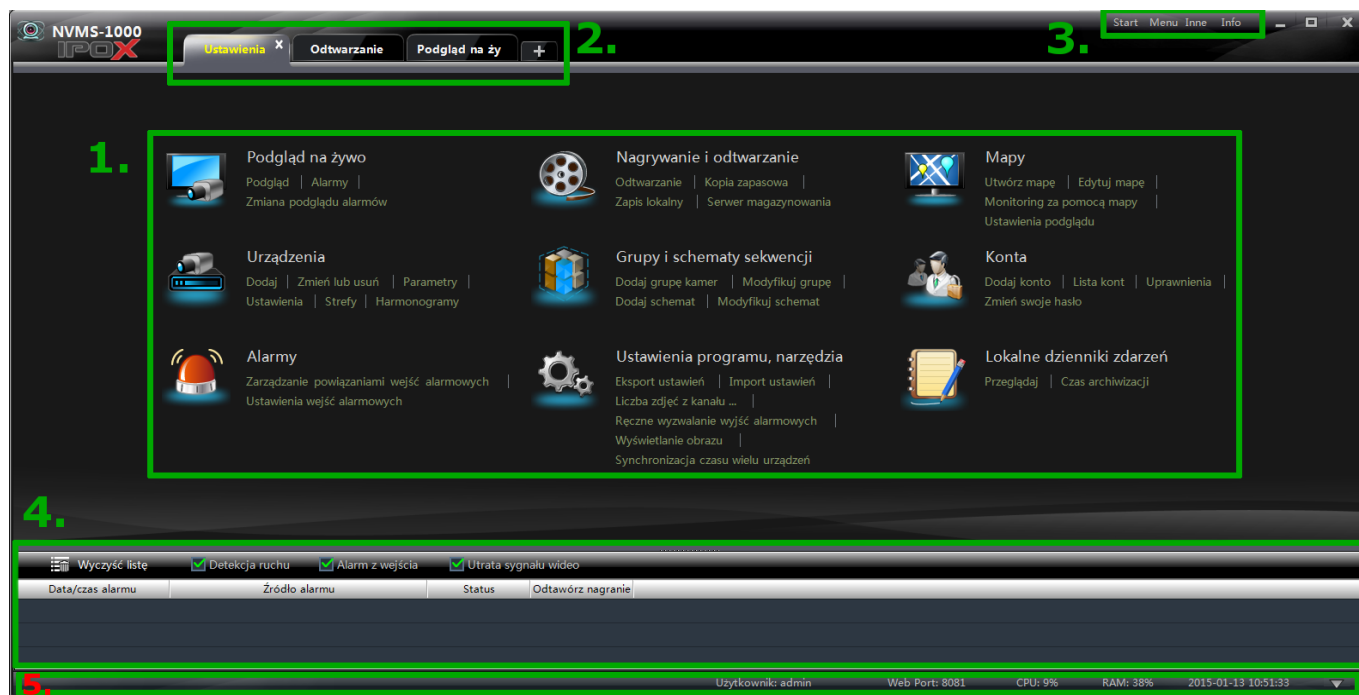 NVMS-1000
IPOX
Ustawienia x
Odtwarzanie
Podgląd na ży
+
2.
3.
Start Menu Inne Info
1.
Podgląd na żywo
Podgląd | Alarmy |
Zmiana podglądu alarmów
Nagrywanie i odtwarzanie
Odtwarzanie | Kopia zapasowa |
Zapis lokalny | Serwer magazynowania
Mapy
Utwórz mapę | Edytuj mapę |
Monitoring za pomocą mapy |
Ustawienia podglądu
Urządzenia
Dodaj | Zmień lub usuń | Parametry |
Ustawienia | Strefy | Harmonogramy
Grupy i schematy sekwencji
Dodaj grupę kamer | Modyfikuj grupę |
Dodaj schemat | Modyfikuj schemat
Konta
Dodaj konto | Lista kont | Uprawnienia |
Zmień swoje hasło
Alarmy
Zarządzanie powiązaniami wejść alarmowych |
Ustawienia wejść alarmowych
Ustawienia programu, narzędzia
Eksport ustawień | Import ustawień |
Liczba zdjęć z kanału ... |
Ręczne wyzwalanie wyjść alarmowych |
Wyświetlanie obrazu |
Synchronizacja czasu wielu urządzeń
Lokalne dzienniki zdarzeń
Przeglądaj | Czas archiwizacji
4.
Wyczyść listę Detekcja ruchu Alarm z wejścia Utrata sygnału wideo
Data/czas alarmu Źródło alarmu Status Odtawórz nagranie
5.
Użytkownik: admin Web Port: 8081 CPU: 9% RAM: 38% 2015-01-13 10:51:33